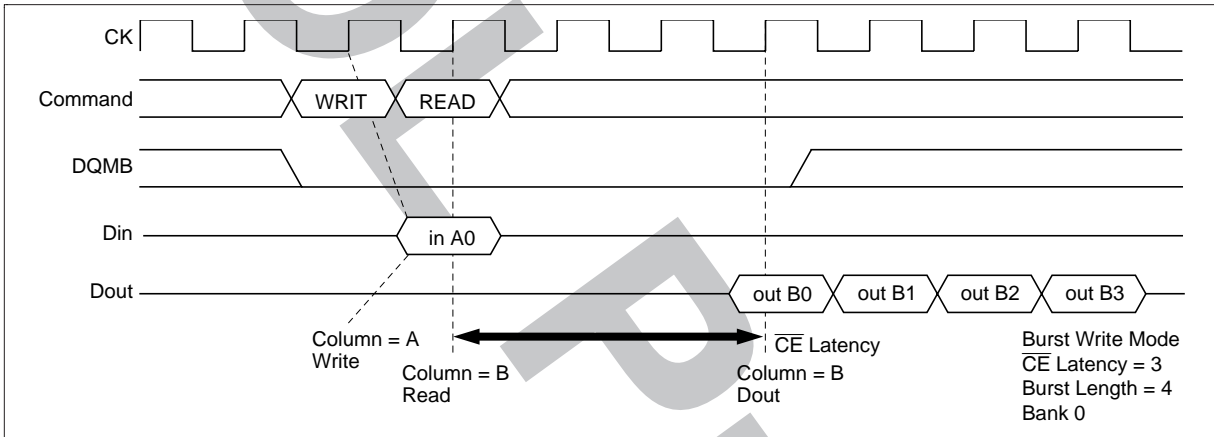 CK
Command
WRIT
READ
DQMB
Din
in A0
Dout
out B0
out B1
out B2
out B3
Column = A
Write
Column = B
Read
CE Latency
Column = B
Dout
Burst Write Mode
CE Latency = 3
Burst Length = 4
Bank 0